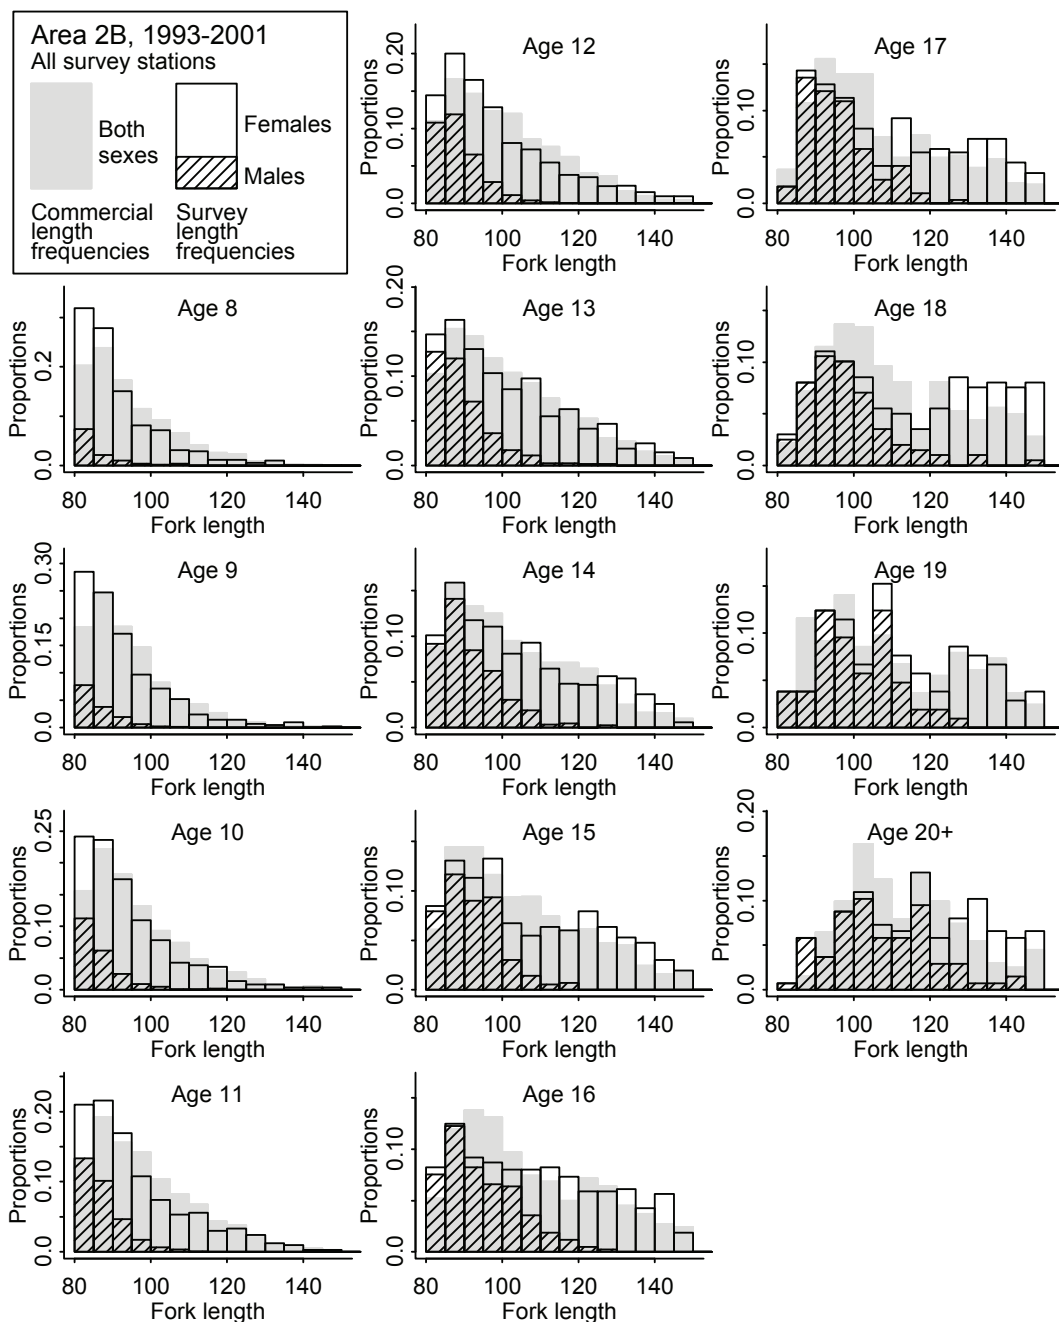 Area 2B, 1993-2001
All survey stations
Both
sexes
Females
Males
Commercial
length
frequencies
Survey
length
frequencies
Age 8
Proportions
0.0
0.2
80
100
120
140
Fork length
Age 9
Proportions
0.0
0.15
0.30
80
100
120
140
Fork length
Age 10
Proportions
0.0
0.10
0.25
80
100
120
140
Fork length
Age 11
Proportions
0.0
0.10
0.20
80
100
120
140
Fork length
Age 12
Proportions
0.0
0.10
0.20
80
100
120
140
Fork length
Age 13
Proportions
0.0
0.10
0.20
80
100
120
140
Fork length
Age 14
Proportions
0.0
0.10
80
100
120
140
Fork length
Age 15
Proportions
0.0
0.10
80
100
120
140
Fork length
Age 16
Proportions
0.0
0.10
80
100
120
140
Fork length
Age 17
Proportions
0.0
0.10
80
100
120
140
Fork length
Age 18
Proportions
0.0
0.10
80
100
120
140
Fork length
Age 19
Proportions
0.0
0.10
80
100
120
140
Fork length
Age 20+
Proportions
0.0
0.10
0.20
80
100
120
140
Fork length